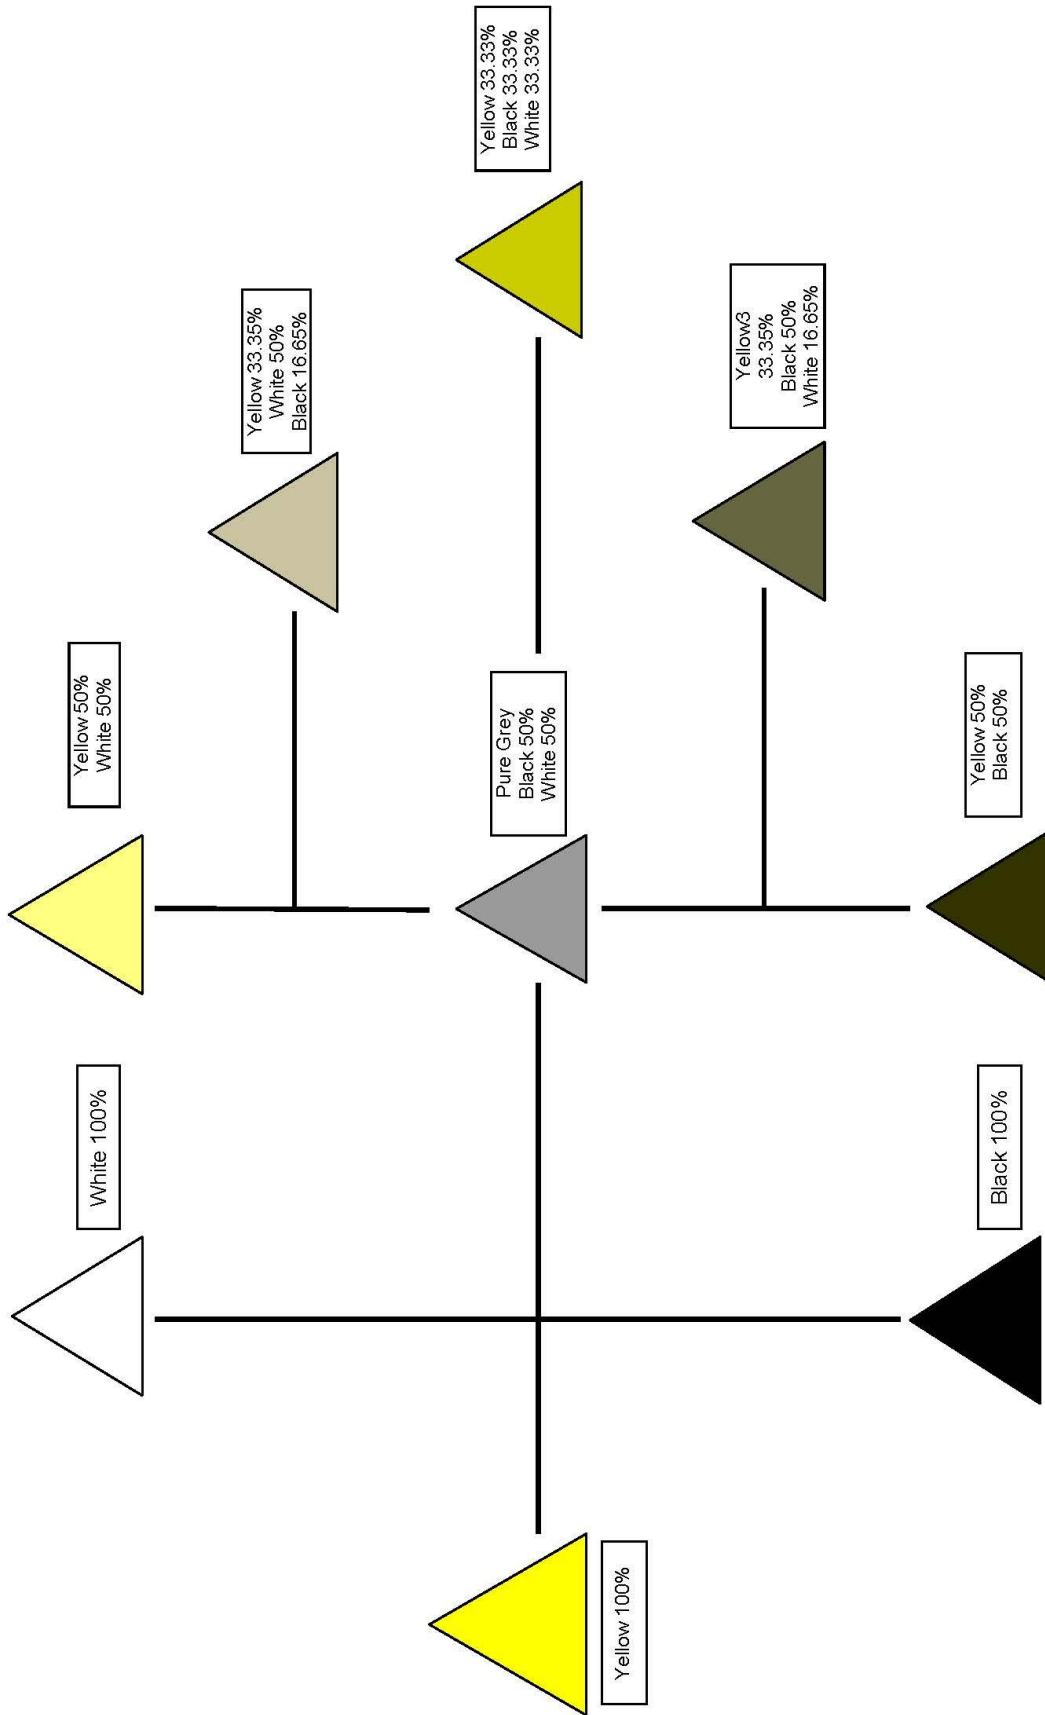 Yellow 100%
White 100%
Black 100%
Yellow 50%
White 50%
Pure Grey
Black 50%
White 50%
Yellow 50%
Black 50%
Yellow 33.35%
White 50%
Black 16.65%
Yellow3
33.35%
Black 50%
White 16.65%
Yellow 33.33%
Black 33.33%
White 33.33%